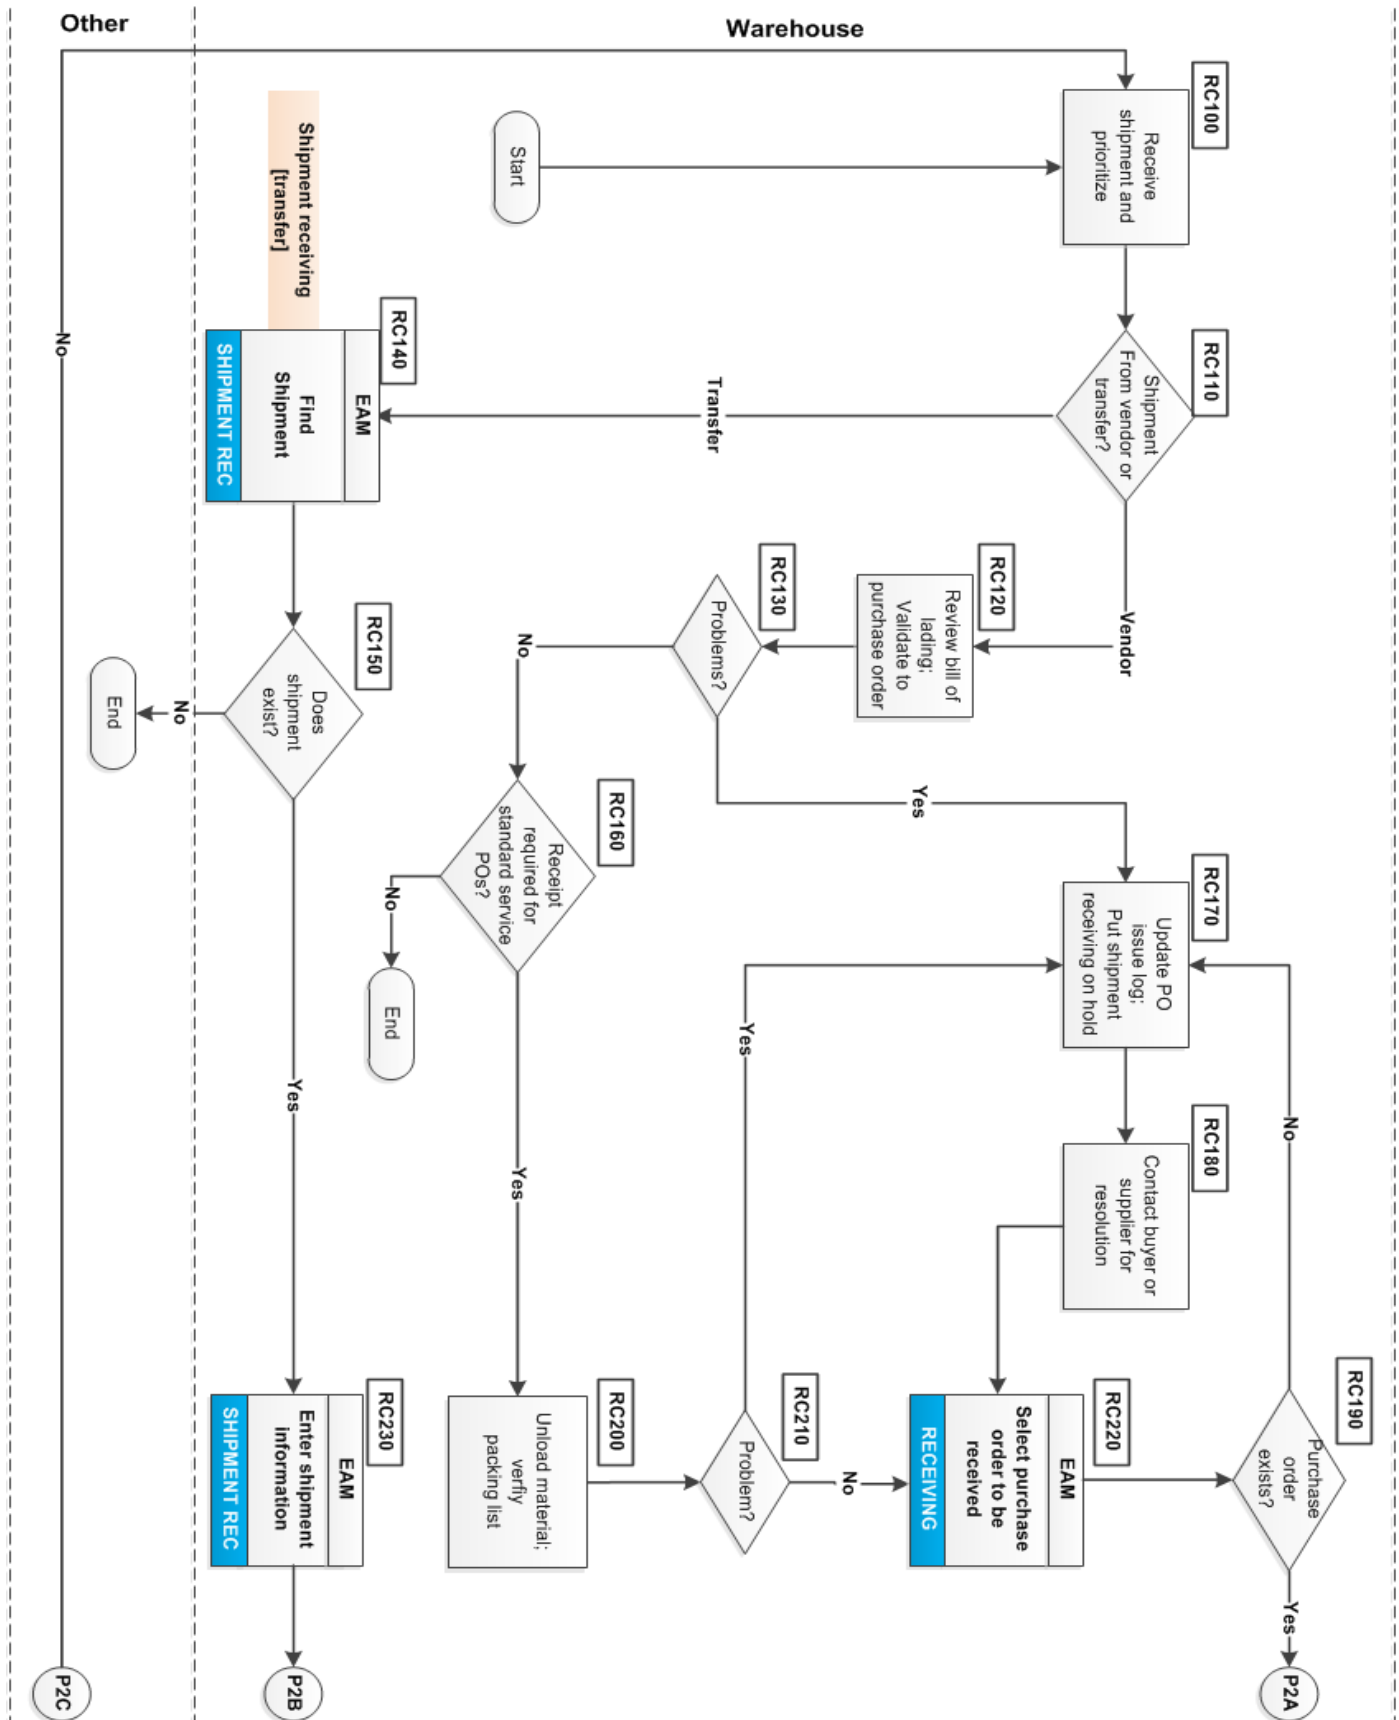 Warehouse
Other
RC100
Receive
shipment and
prioritize
Start
RC110
Shipment
From vendor or
transfer?
Vendor
Transfer
RC120
Review bill of
lading;
Validate to
purchase order
RC130
Problems?
Yes
No
RC140
EAM
Find
Shipment
SHIPMENT REC
Shipment receiving
[transfer]
RC150
Does
shipment
exist?
No
End
Yes
RC160
Receipt
required for
standard service
POs?
No
End
Yes
RC170
Update PO
issue log;
Put shipment
receiving on hold
RC180
Contact buyer or
supplier for
resolution
RC190
Purchase
order
exists?
No
Yes
P2A
RC200
Unload material;
verfiy
packing list
RC210
Problem?
Yes
No
RC220
EAM
Select purchase
order to be
received
RECEIVING
RC230
EAM
Enter shipment
information
SHIPMENT REC
P2B
No
P2C